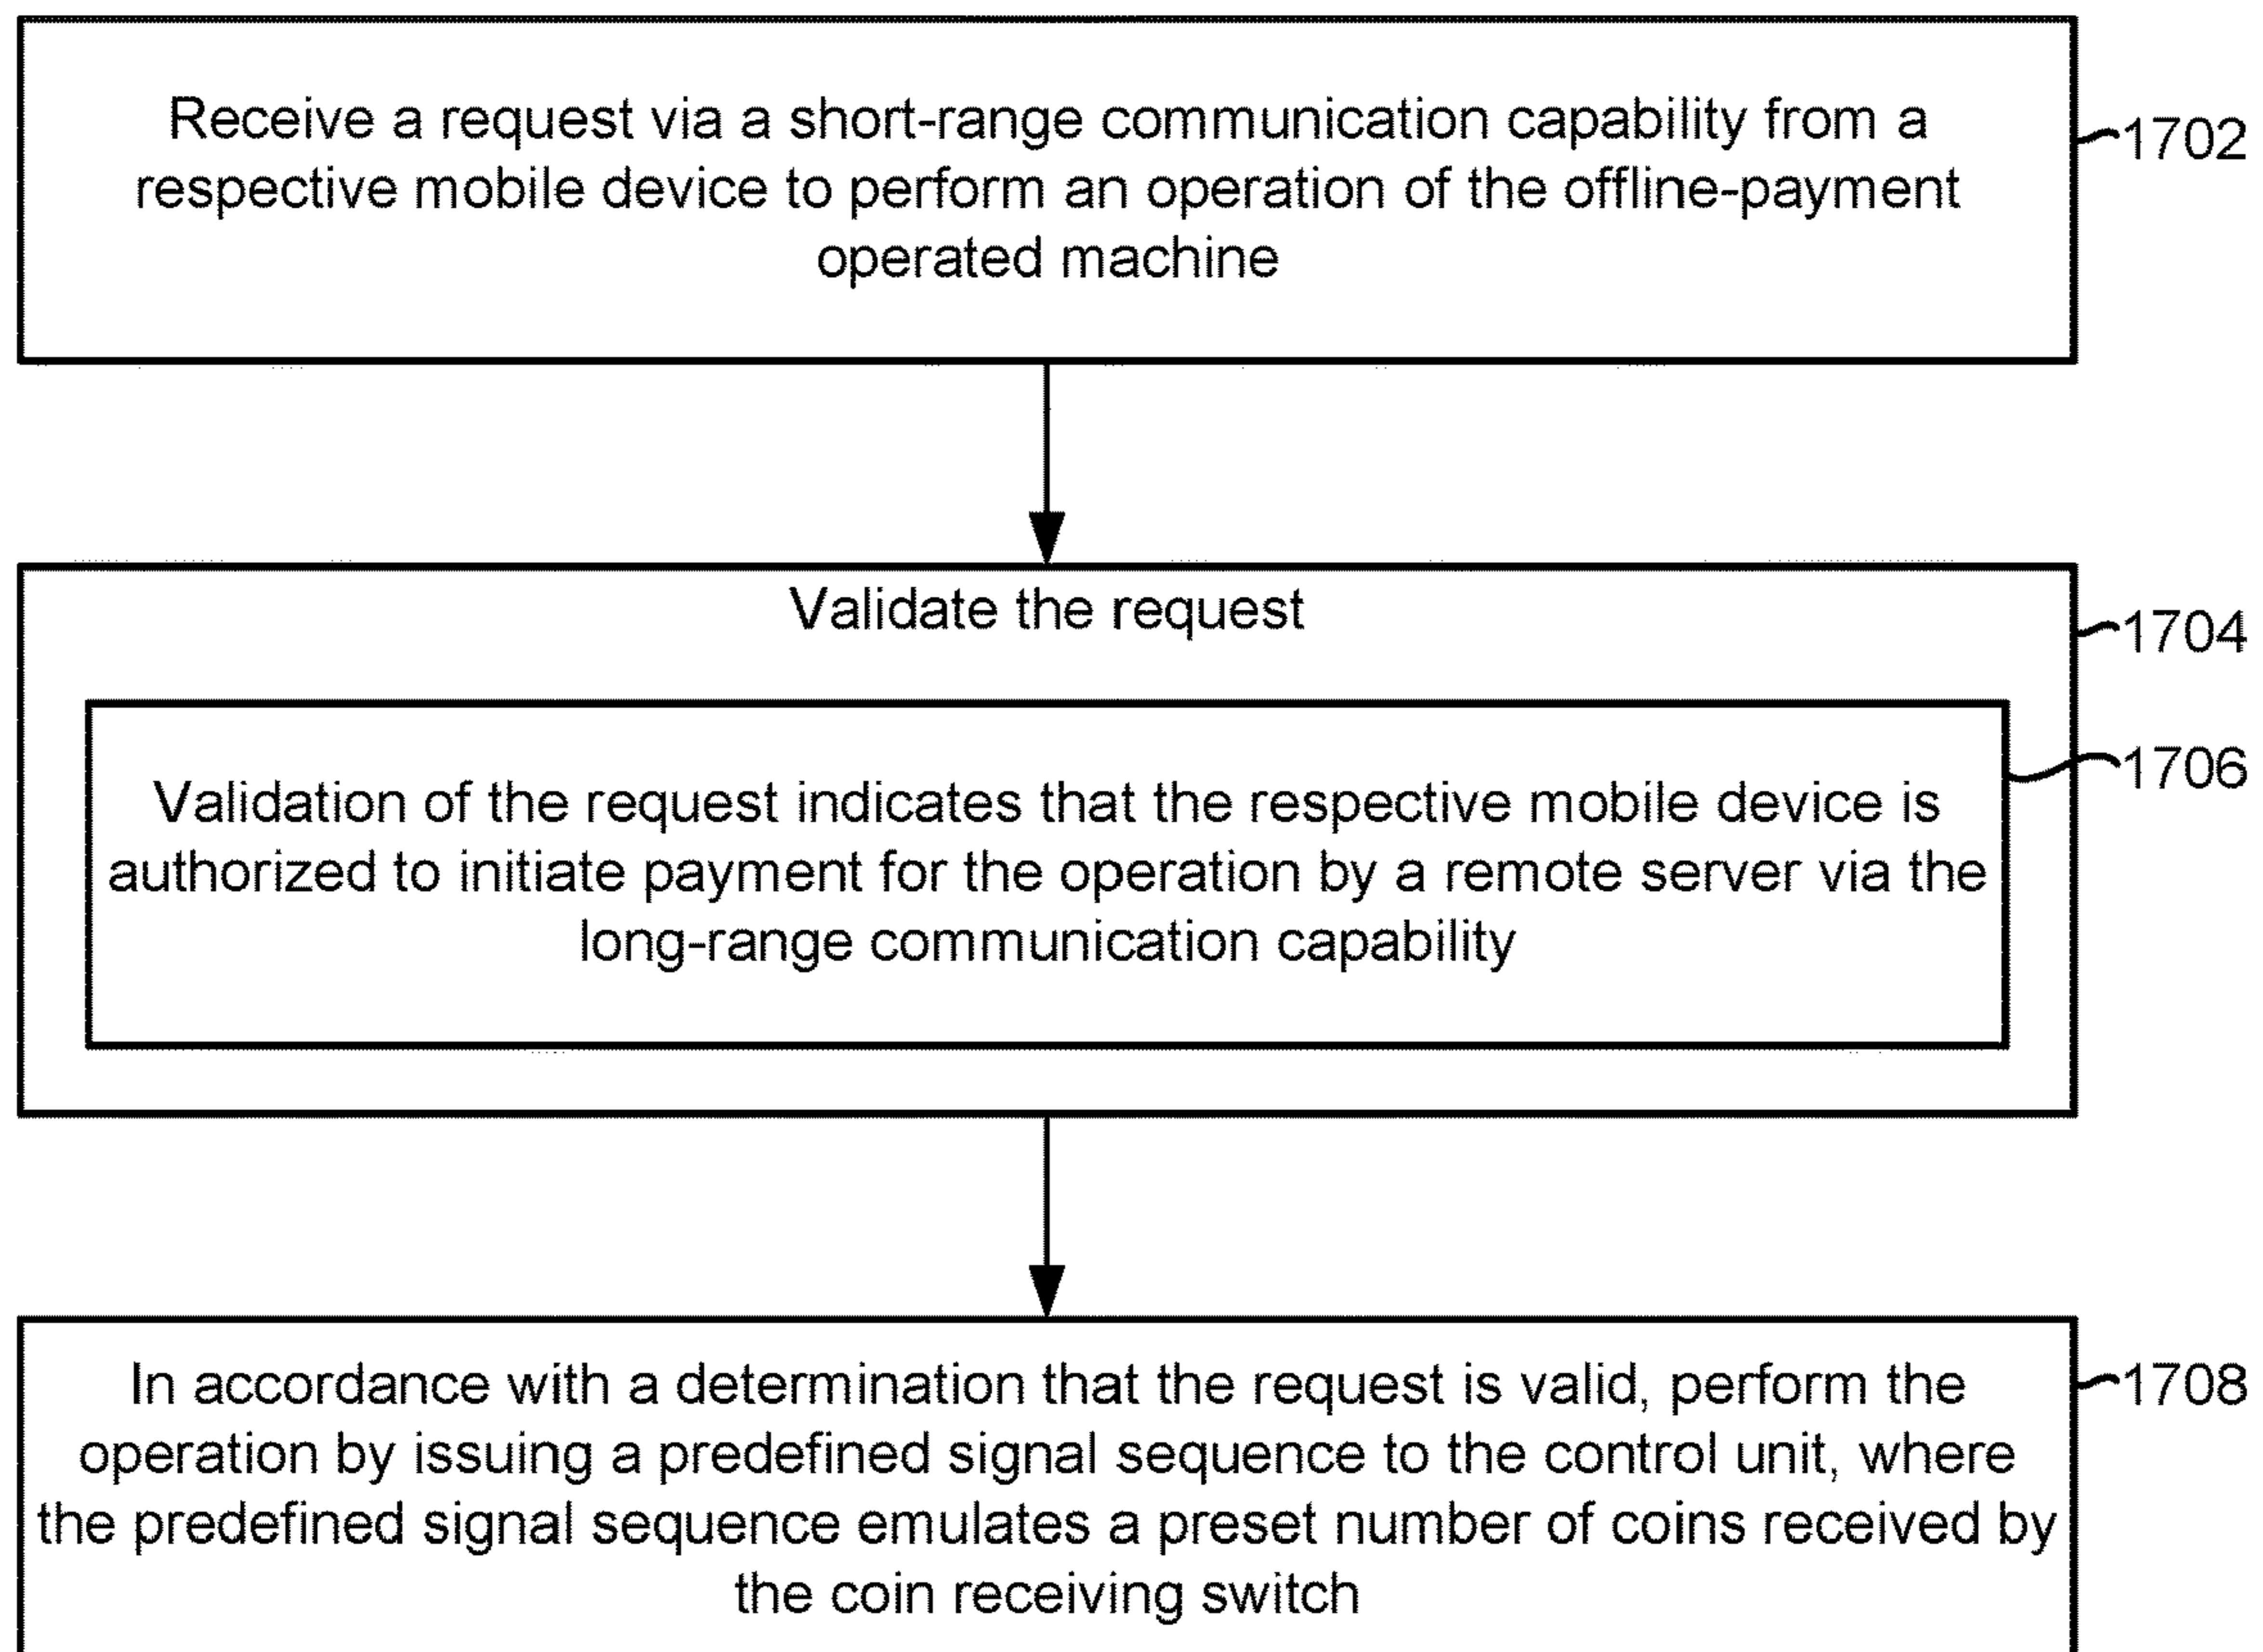 Receive a request via a short-range communication capability from a
respective mobile device to perform an operation of the offline-payment
operated machine
1702
Validate the request
1704
Validation of the request indicates that the respective mobile device is
authorized to initiate payment for the operation by a remote server via the
long-range communication capability
1706
In accordance with a determination that the request is valid, perform the
operation by issuing a predefined signal sequence to the control unit, where
the predefined signal sequence emulates a preset number of coins received by
the coin receiving switch
1708